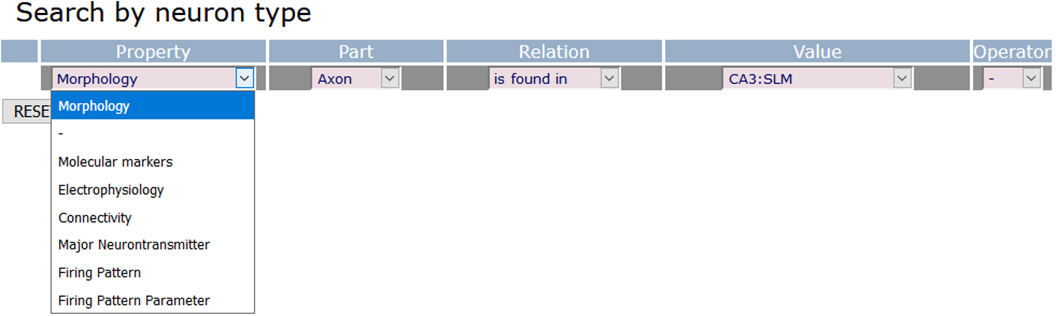 Search by neuron type
Property Part Relation Value Operator
Morphology Axon is found in CA3:SLM -
Morphology
RESE
-
Molecular markers
Electrophysiology
Connectivity
Major Neurontransmitter
Firing Pattern
Firing Pattern Parameter